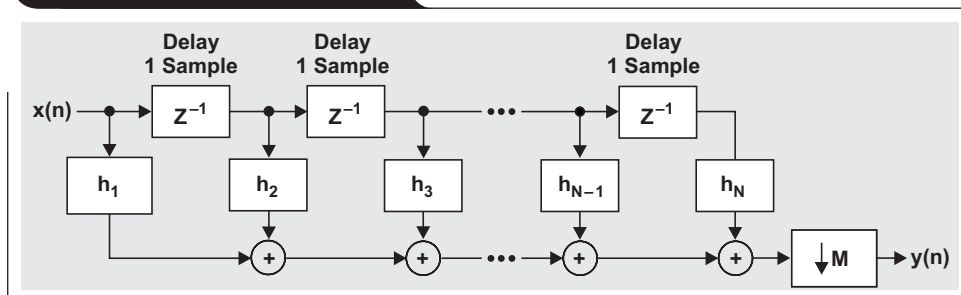 Delay Delay Delay
1 Sample 1 Sample 1 Sample
x(n) Z⁻¹ Z⁻¹ ••• Z⁻¹
h₁ h₂ h₃ hN−1 hN
+ + ••• + + ↓M y(n)